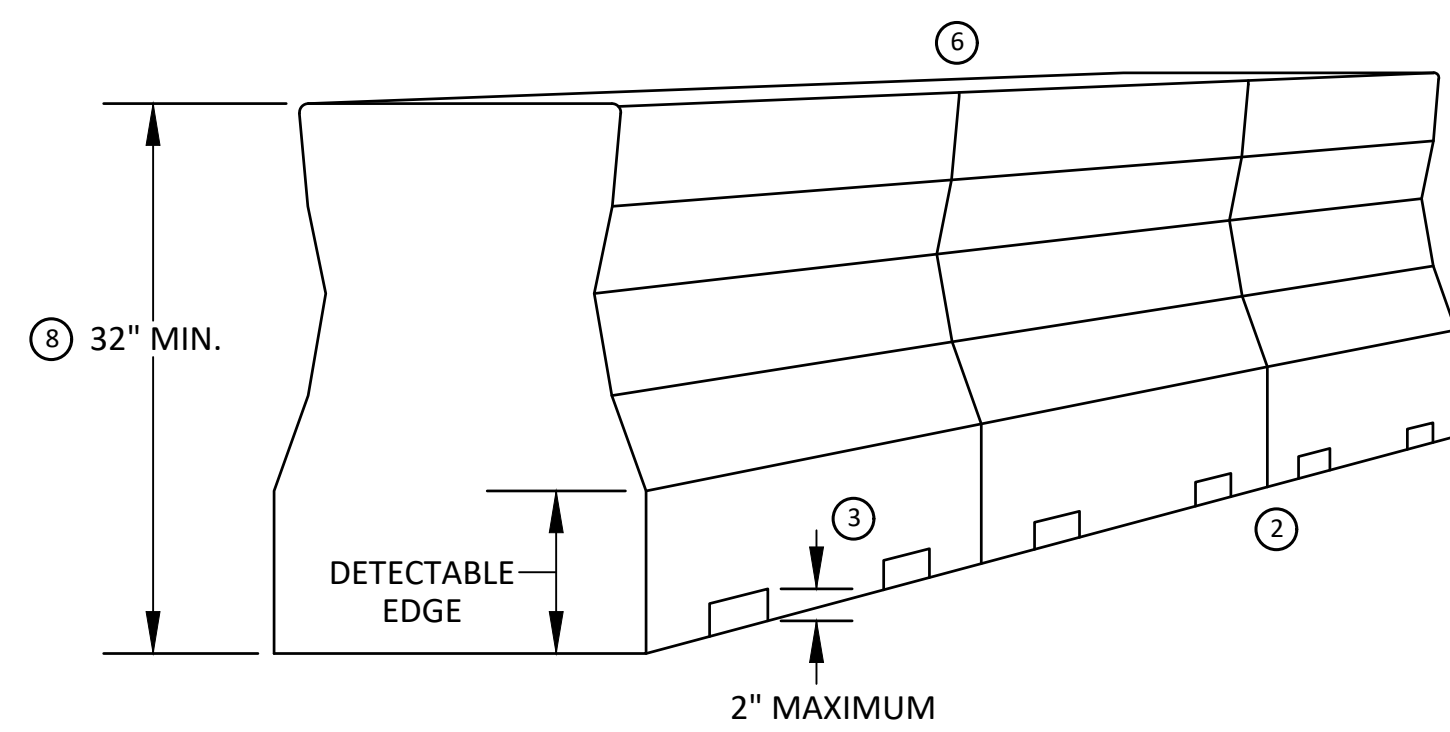 ⑥
⑧ 32" MIN.
③
②
DETECTABLE
EDGE
2" MAXIMUM